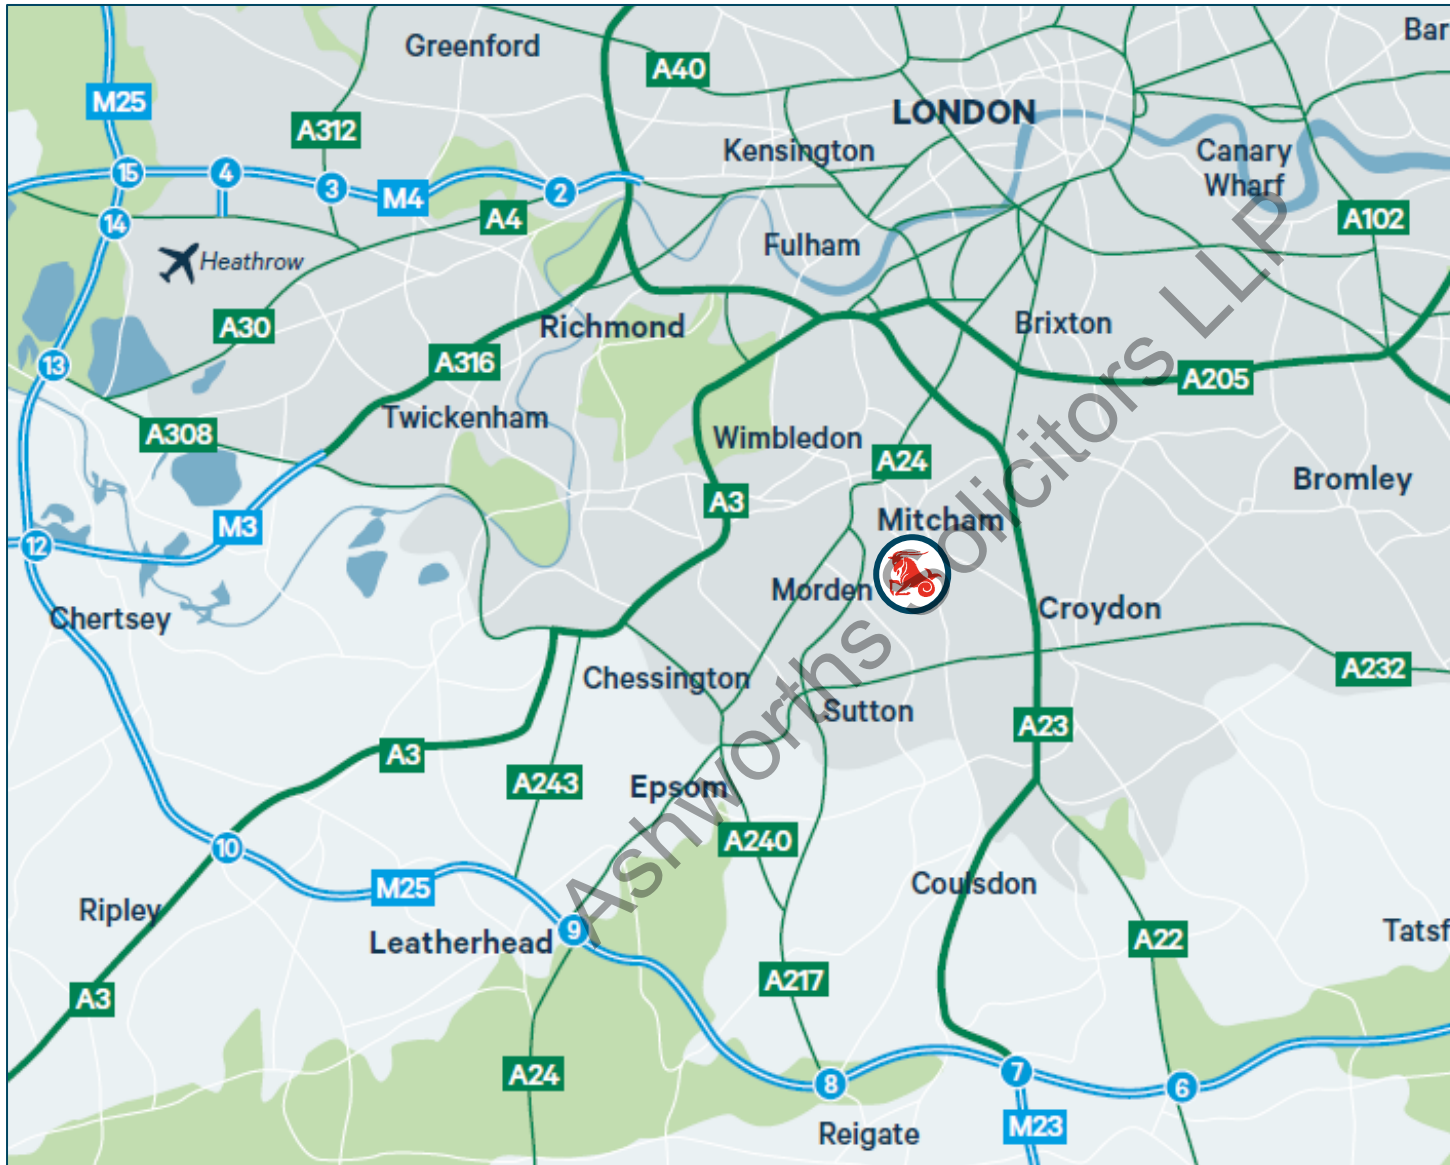 Bar
Greenford
A40
M25
LONDON
A312
Kensington
Canary
Wharf
15
4
3
M4
2
A4
A102
14
Fulham
Heathrow
A30
Richmond
Brixton
13
A316
A205
Twickenham
A308
Wimbledon
A24
Bromley
A3
M3
Mitcham
12
Morden
Croydon
Chertsey
A232
Chessington
Sutton
A23
A3
A243
Epsom
A240
10
M25
Coulsdon
Ripley
9
Leatherhead
A22
Tatsf
A217
A3
A24
8
7
6
M23
Reigate
Ashworths Solicitors LLP